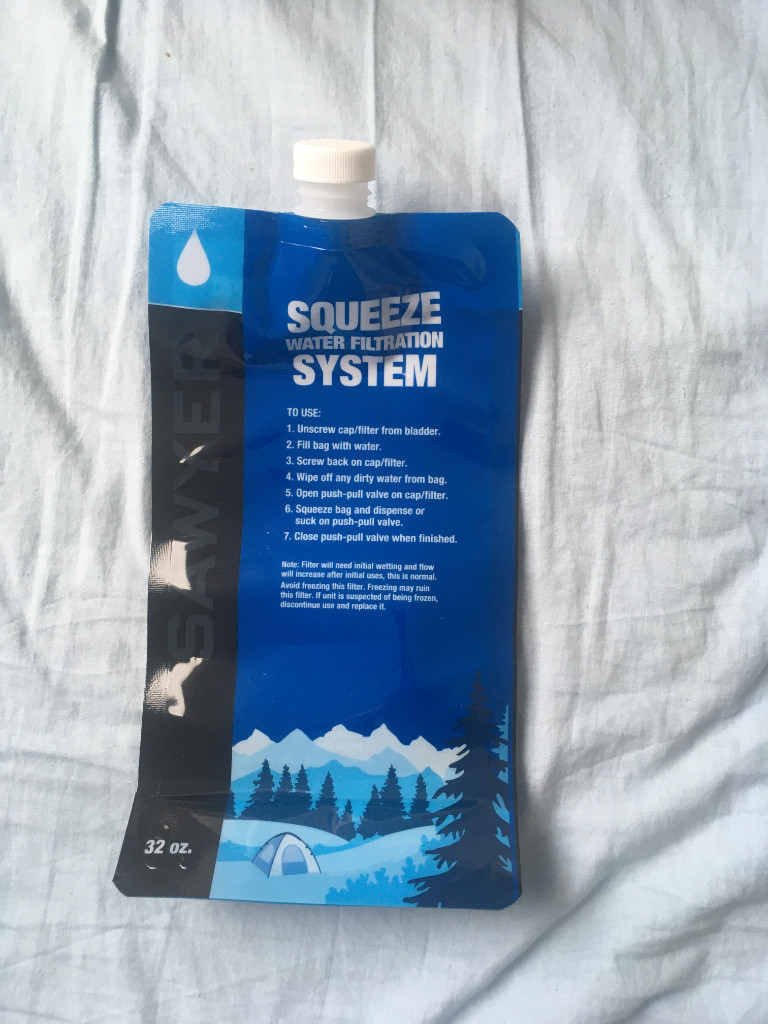 SQUEEZE
WATER FILTRATION
SYSTEM
TO USE:
1. Unscrew cap/filter from bladder.
2. Fill bag with water.
3. Screw back on cap/filter.
4. Wipe off any dirty water from bag.
5. Open push-pull valve on cap/filter.
6. Squeeze bag and dispense or
suck on push-pull valve.
7. Close push-pull valve when finished.
Note: Filter will need initial wetting and flow
will increase after initial uses, this is normal.
Avoid freezing this filter. Freezing may ruin
this filter. If unit is suspected of being frozen,
discontinue use and replace it.
SAWYER
32 oz.